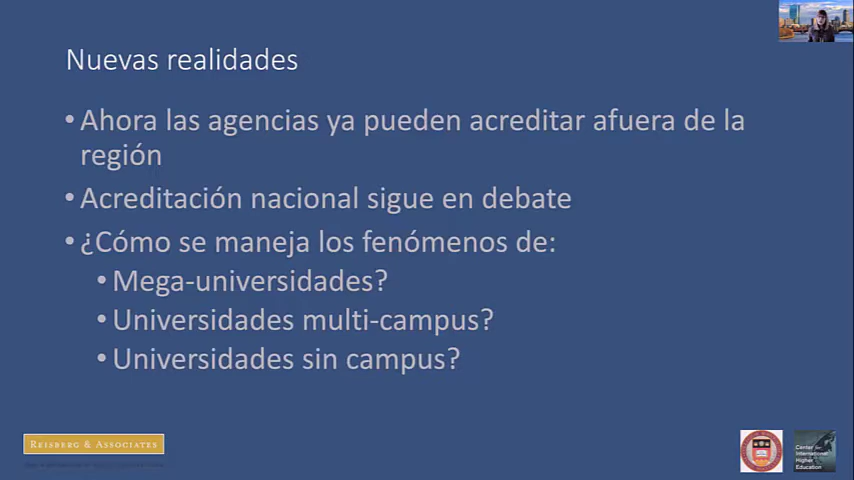 Nuevas realidades
•Ahora las agencias ya pueden acreditar afuera de la
región
•Acreditación nacional sigue en debate
•¿Cómo se maneja los fenómenos de:
•Mega-universidades?
•Universidades multi-campus?
•Universidades sin campus?
REISBERG & ASSOCIATES
Center for
International
Higher
Education